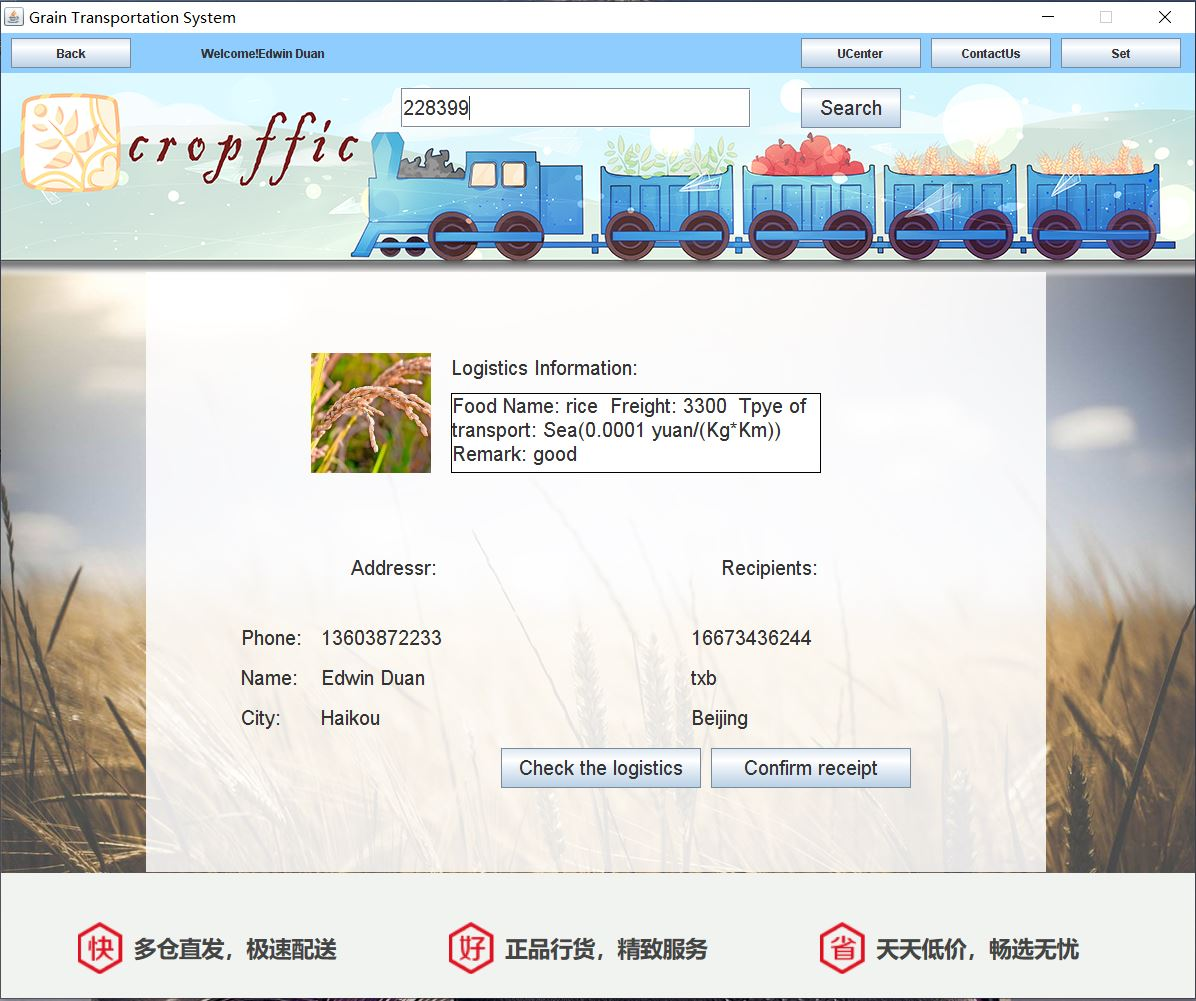 Grain Transportation System
Back
Welcome!Edwin Duan
UCenter
ContactUs
Set
cropffic
228399
Search
Logistics Information:
Food Name: rice  Freight: 3300  Tpye of
transport: Sea(0.0001 yuan/(Kg*Km))
Remark: good
Addressr:
Recipients:
Phone: 13603872233
16673436244
Name: Edwin Duan
txb
City: Haikou
Beijing
Check the logistics
Confirm receipt
快 多仓直发，极速配送
好 正品行货，精致服务
省 天天低价，畅选无忧